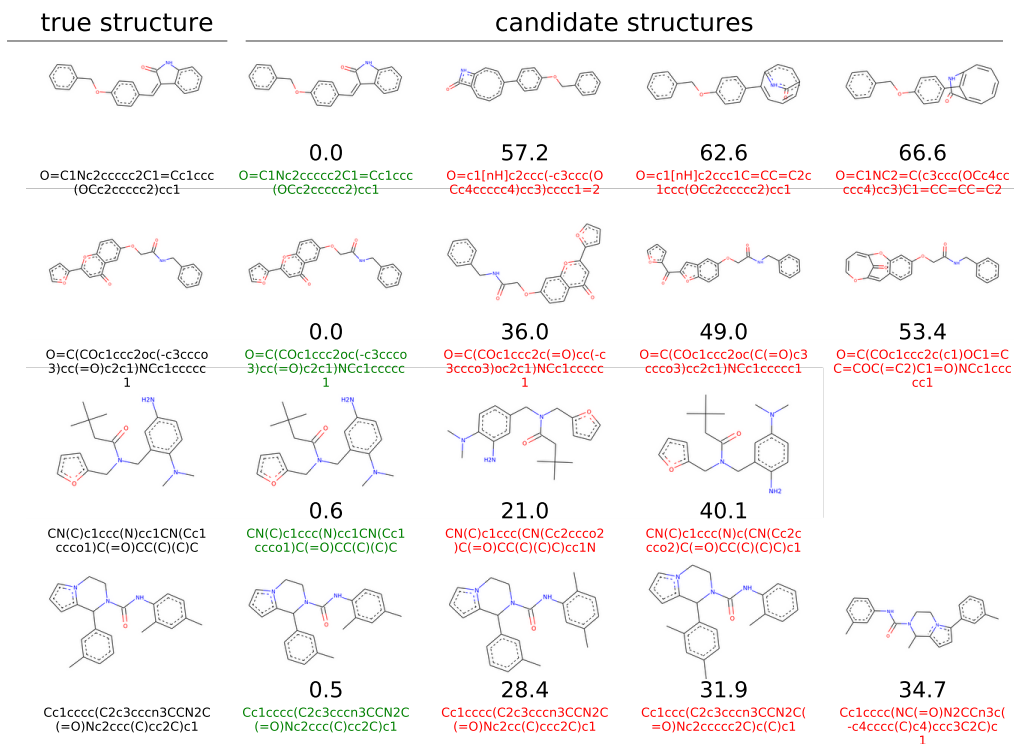 true structure
candidate structures
0.0
57.2
62.6
66.6
O=C1Nc2ccccc2C1=Cc1ccc
(OCc2ccccc2)cc1
O=C1Nc2ccccc2C1=Cc1ccc
(OCc2ccccc2)cc1
O=c1[nH]c2ccc(-c3ccc(O
Cc4ccccc4)cc3)cccc1=2
O=c1[nH]c2ccc1C=CC=C2c
1ccc(OCc2ccccc2)cc1
O=C1NC2=C(c3ccc(OCc4cc
ccc4)cc3)C1=CC=CC=C2
0.0
36.0
49.0
53.4
O=C(COc1ccc2oc(-c3ccco
3)cc(=O)c2c1)NCc1ccccc
1
O=C(COc1ccc2oc(-c3ccco
3)cc(=O)c2c1)NCc1ccccc
1
O=C(COc1ccc2c(=O)cc(-c
3ccco3)oc2c1)NCc1ccccc
1
O=C(COc1ccc2oc(C(=O)c3
ccco3)cc2c1)NCc1ccccc1
O=C(COc1ccc2c(c1)OC1=C
C=COC(=C2)C1=O)NCc1ccc
cc1
0.6
21.0
40.1
CN(C)c1ccc(N)cc1CN(Cc1
ccco1)C(=O)CC(C)(C)C
CN(C)c1ccc(N)cc1CN(Cc1
ccco1)C(=O)CC(C)(C)C
CN(C)c1ccc(CN(Cc2ccco2
)C(=O)CC(C)(C)C)cc1N
CN(C)c1ccc(N)c(CN(Cc2c
cco2)C(=O)CC(C)(C)C)c1
0.5
28.4
31.9
34.7
Cc1cccc(C2c3cccn3CCN2C
(=O)Nc2ccc(C)cc2C)c1
Cc1cccc(C2c3cccn3CCN2C
(=O)Nc2ccc(C)cc2C)c1
Cc1cccc(C2c3cccn3CCN2C
(=O)Nc2cc(C)ccc2C)c1
Cc1ccc(C2c3cccn3CCN2C(
=O)Nc2ccccc2C)c(C)c1
Cc1cccc(NC(=O)N2CCn3c(
-c4cccc(C)c4)ccc3C2C)c
1